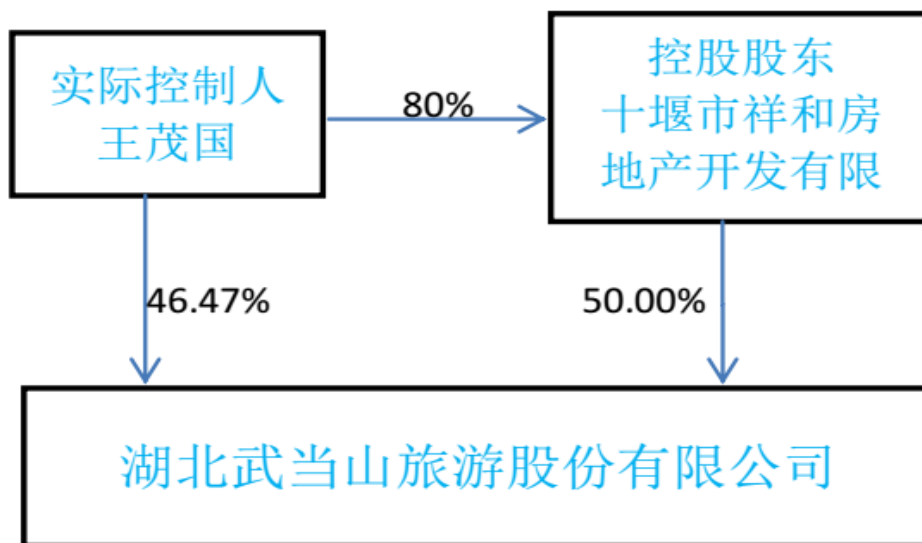 实际控制人
王茂国
80%
控股股东
十堰市祥和房
地产开发有限
46.47%
50.00%
湖北武当山旅游股份有限公司